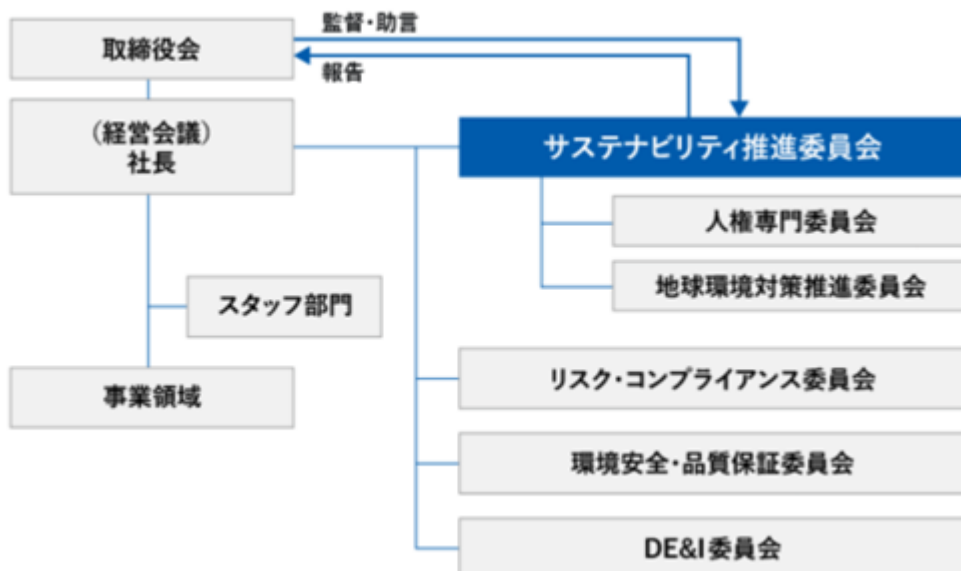 監督・助言
取締役会
報告
(経営会議)
社長
サステナビリティ推進委員会
人権専門委員会
地球環境対策推進委員会
スタッフ部門
事業領域
リスク・コンプライアンス委員会
環境安全・品質保証委員会
DE&I委員会